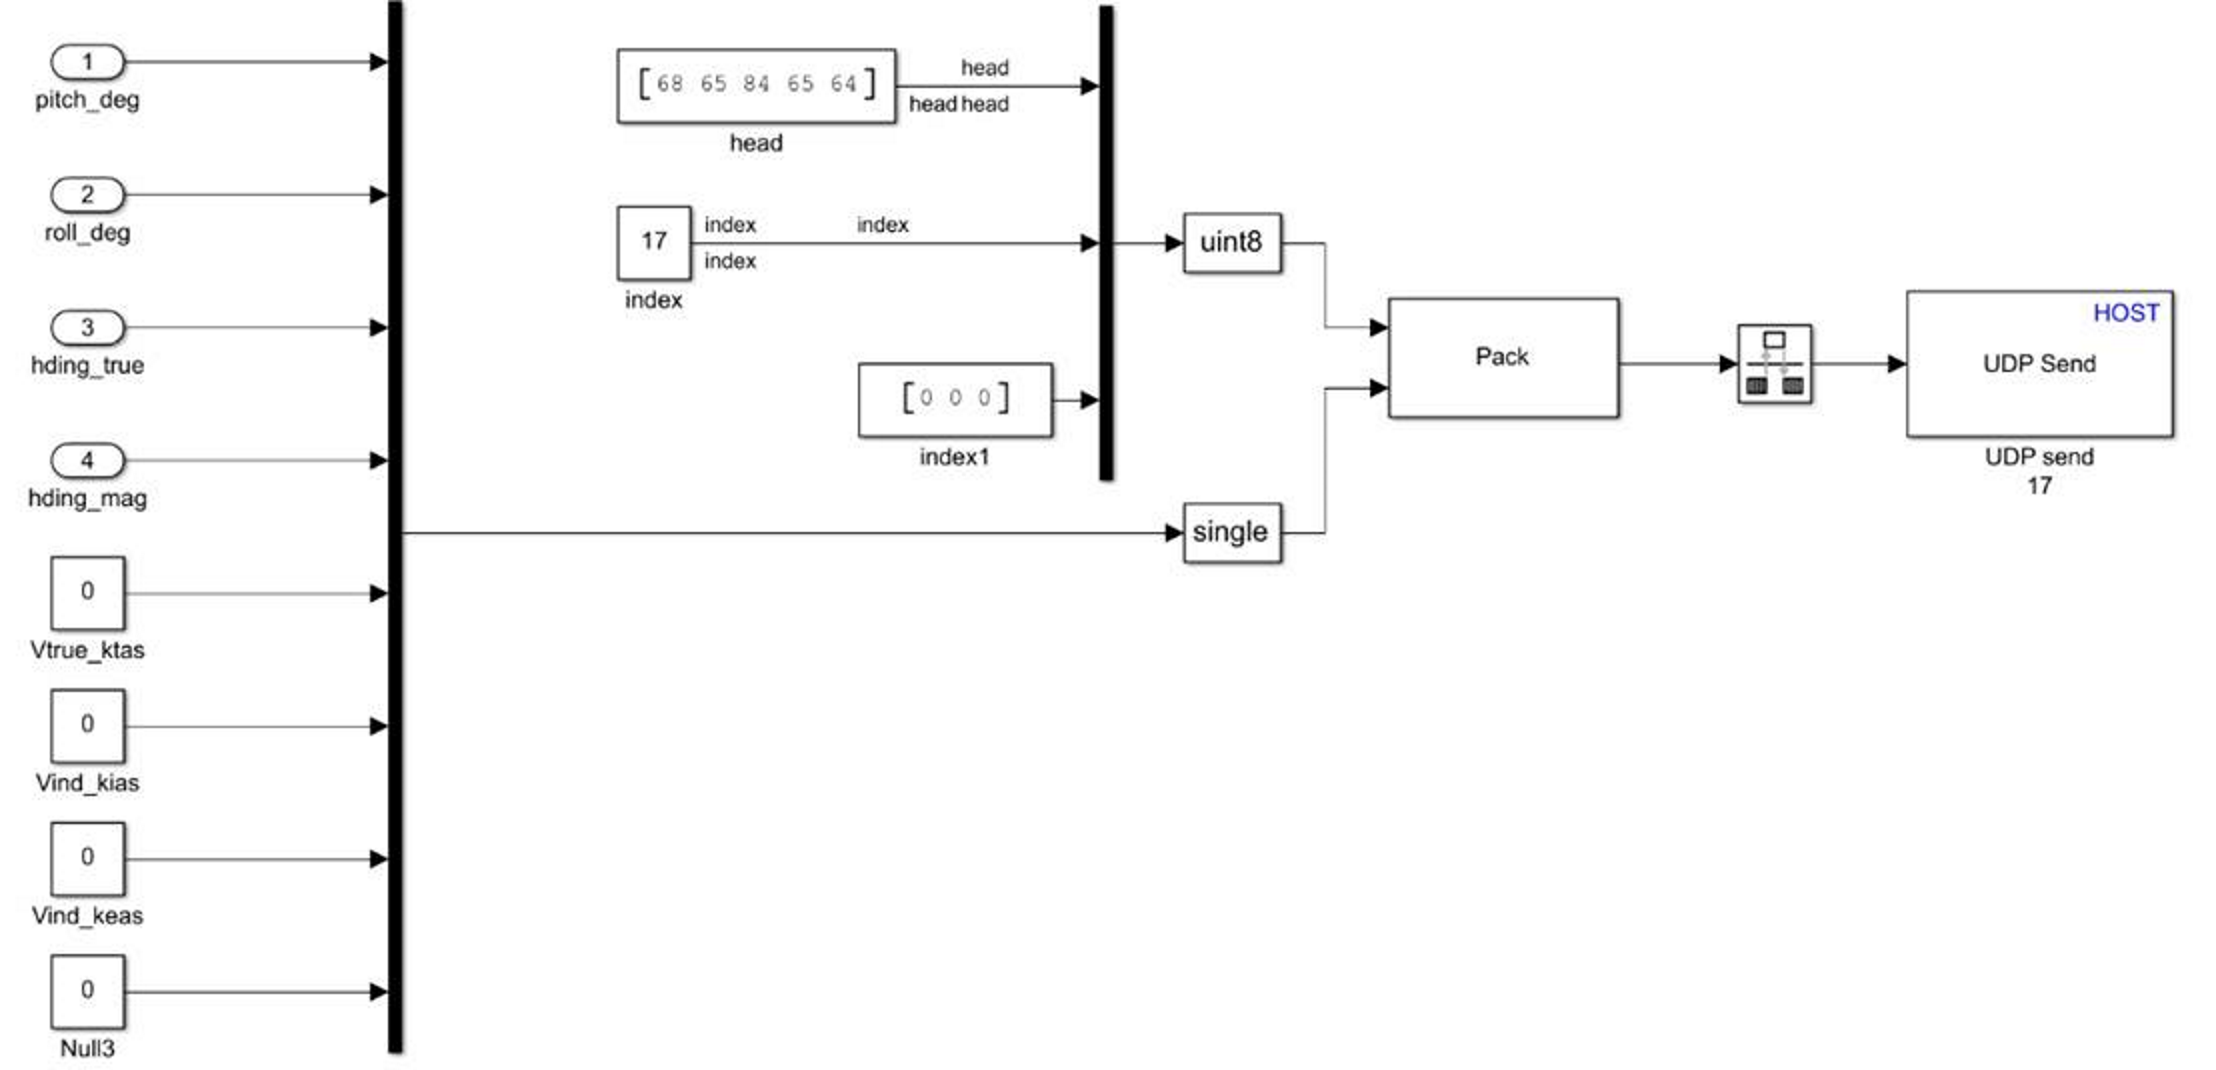 1
pitch_deg
2
roll_deg
3
hding_true
4
hding_mag
0
Vtrue_ktas
0
Vind_kias
0
Vind_keas
0
Null3
[68 65 84 65 64]
head
head head
head
17
index
index
index
index
[0 0 0]
index1
uint8
single
Pack
HOST
UDP Send
UDP send
17